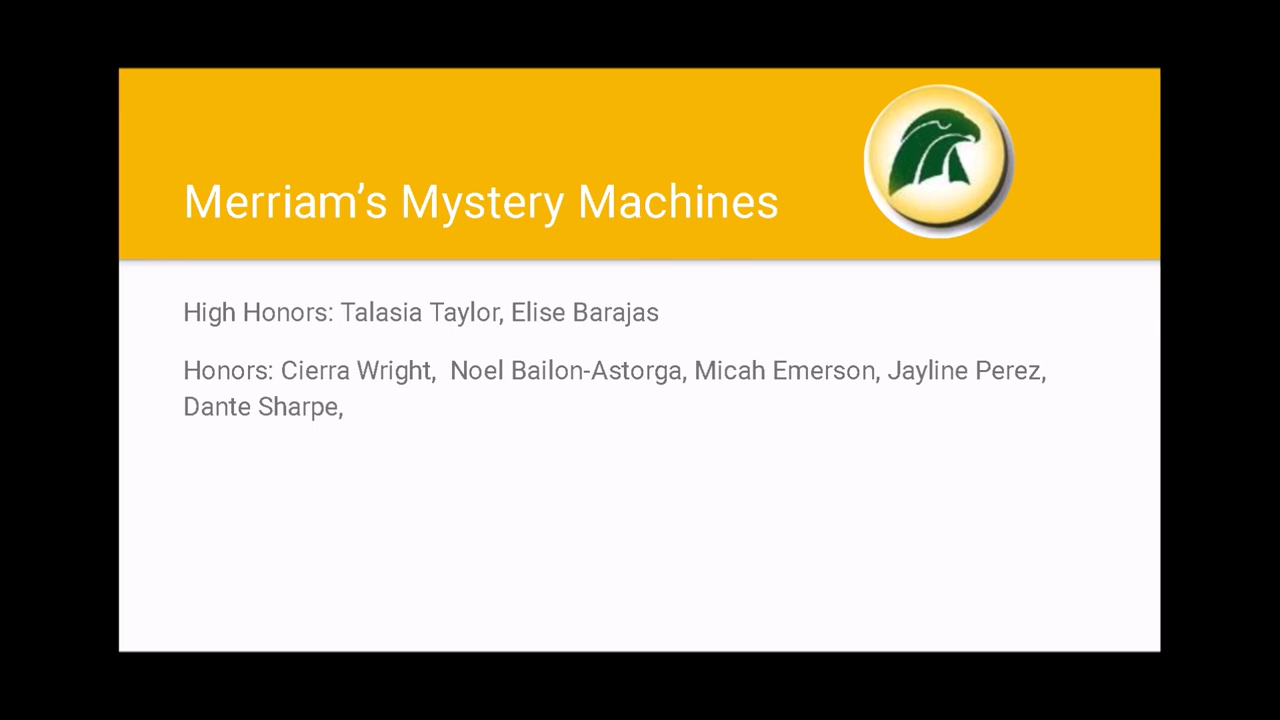 Merriam’s Mystery Machines
High Honors: Talasia Taylor, Elise Barajas
Honors: Cierra Wright,  Noel Bailon-Astorga, Micah Emerson, Jayline Perez,
Dante Sharpe,